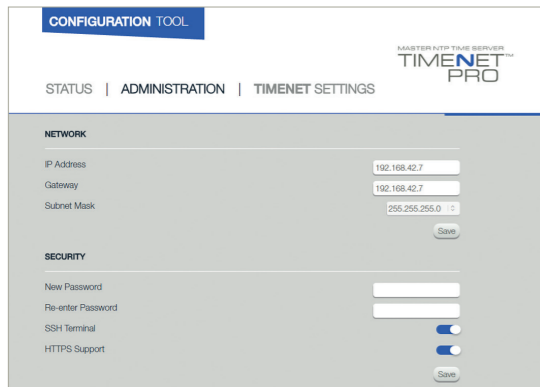 CONFIGURATION TOOL
MASTER NTP TIME SERVER
TIMENET™
PRO
STATUS | ADMINISTRATION | TIMENET SETTINGS
NETWORK
IP Address 192.168.42.7
Gateway 192.168.42.7
Subnet Mask 255.255.255.0
Save
SECURITY
New Password
Re-enter Password
SSH Terminal
HTTPS Support
Save